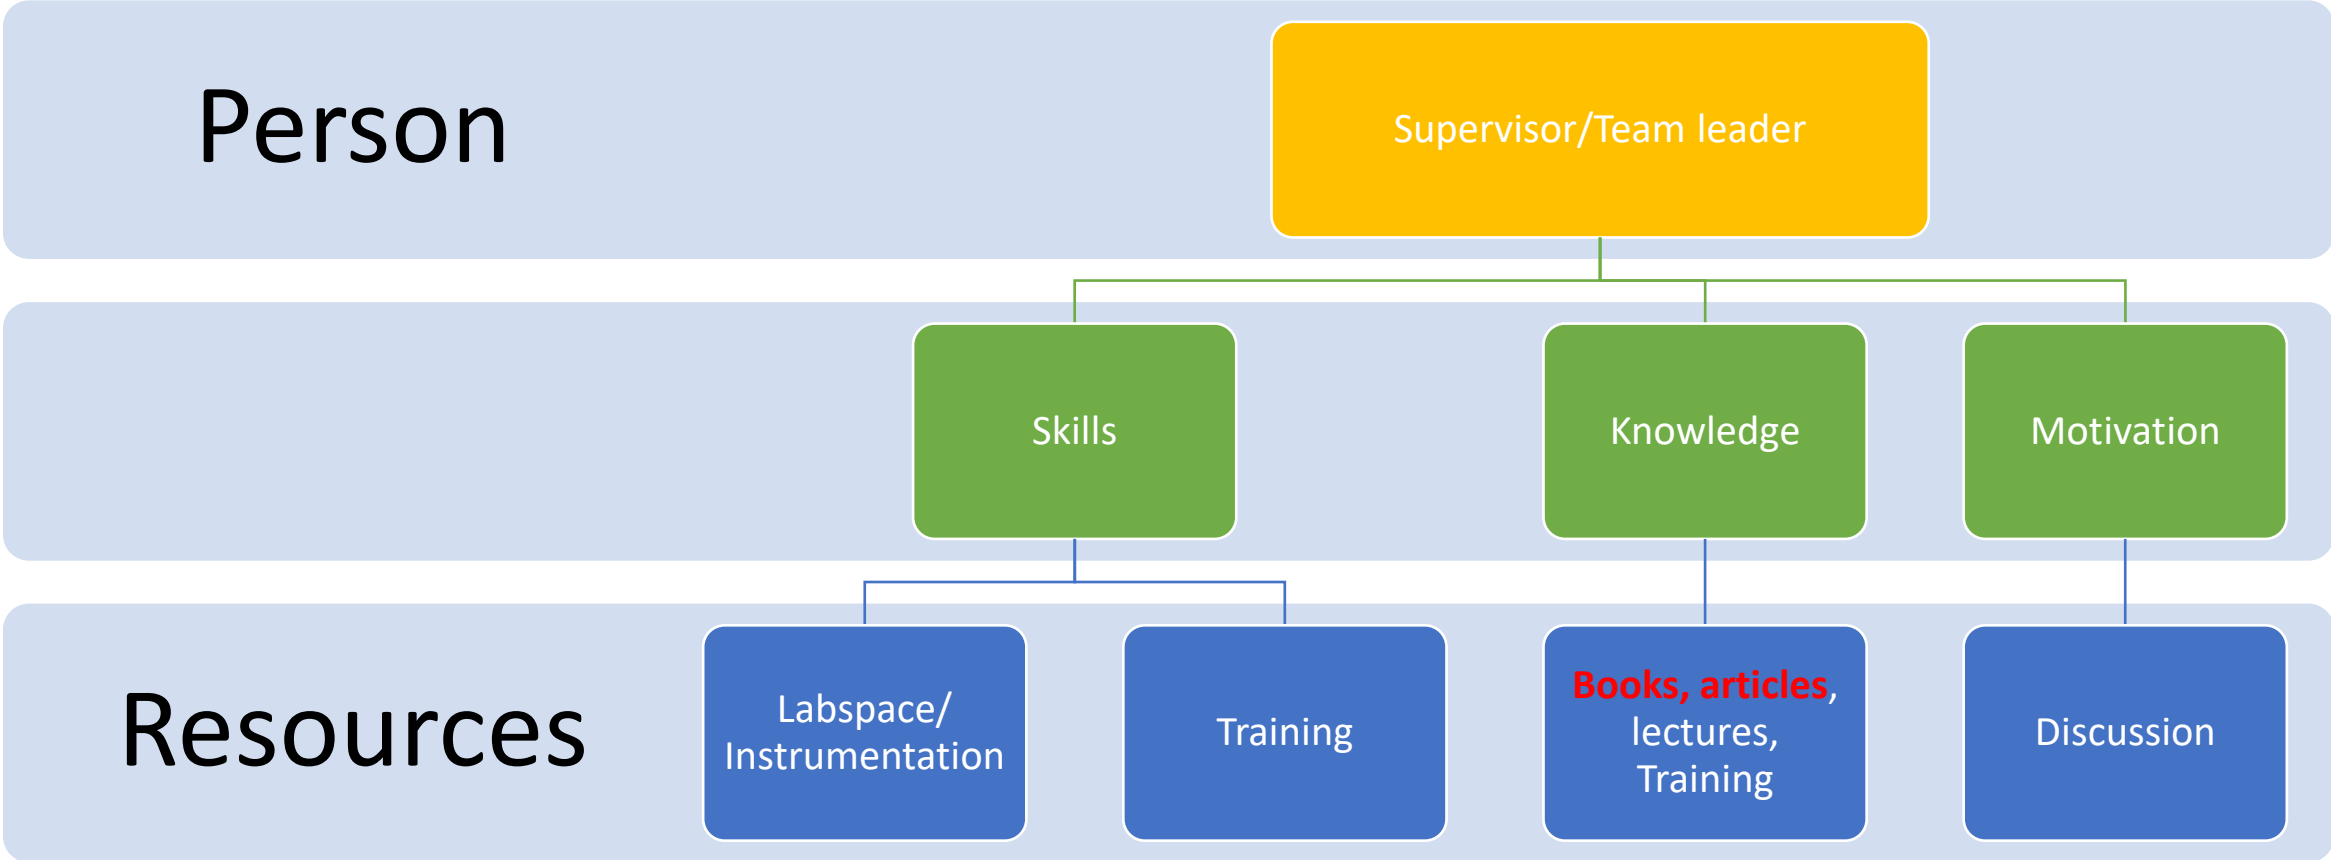 Person
Supervisor/Team leader
Skills
Knowledge
Motivation
Resources
Labspace/
Instrumentation
Training
Books, articles,
lectures,
Training
Discussion